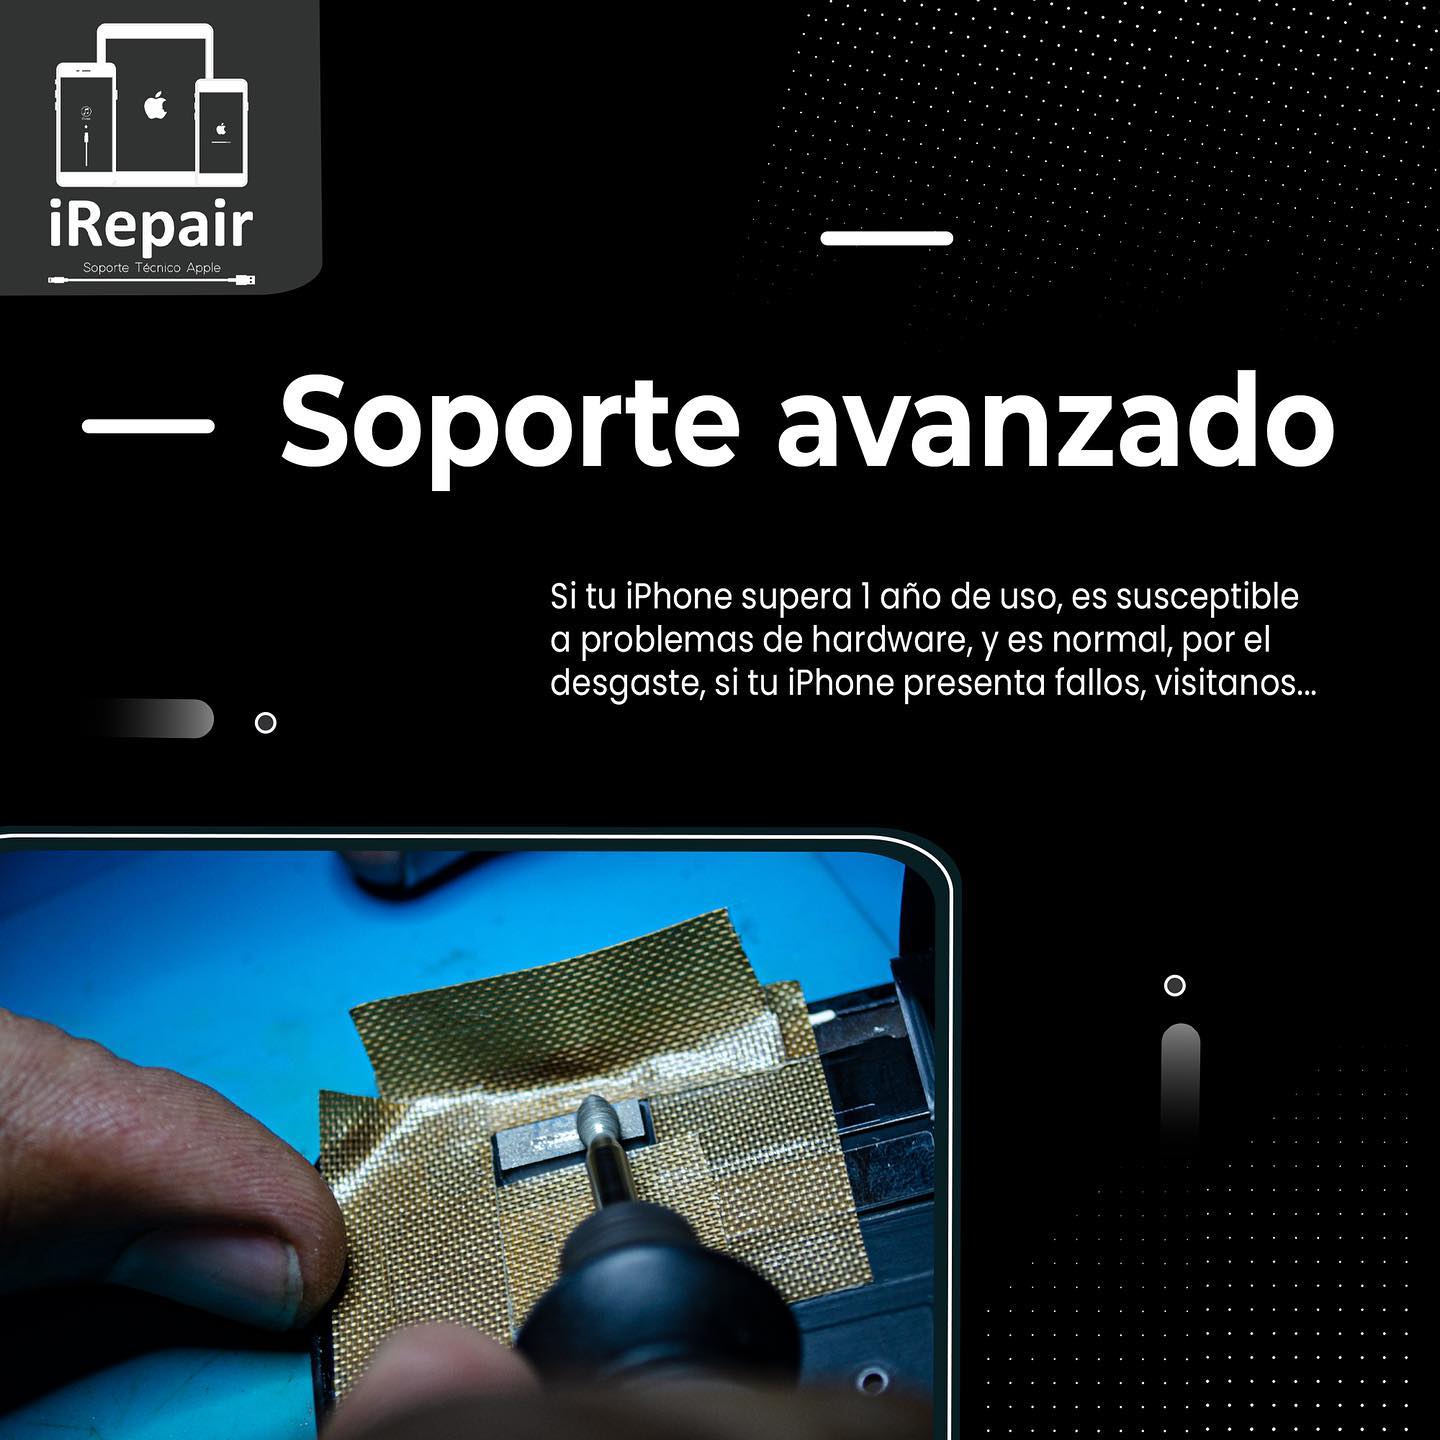 iRepair
Soporte Técnico Apple
Soporte avanzado
Si tu iPhone supera 1 año de uso, es susceptible
a problemas de hardware, y es normal, por el
desgaste, si tu iPhone presenta fallos, visitanos...